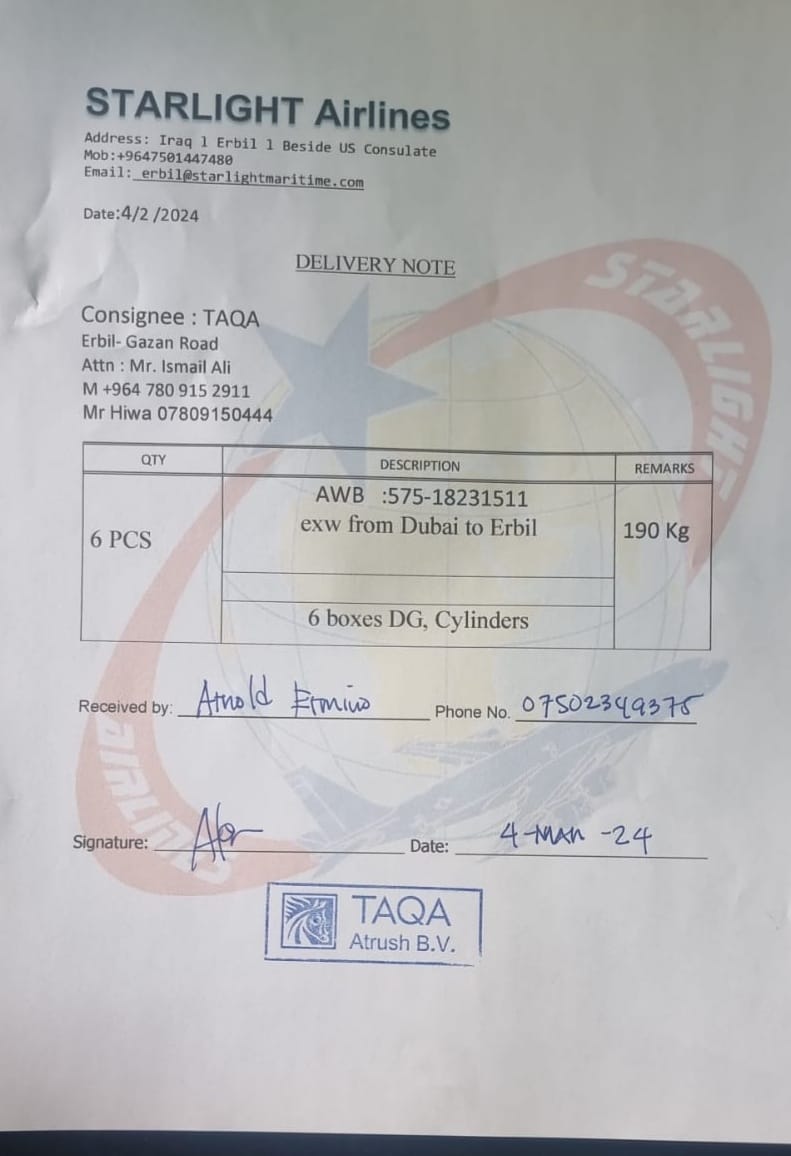 STARLIGHT Airlines
Address: Iraq l Erbil l Beside US Consulate
Mob:+9647501447480
Email: erbil@starlightmaritime.com
Date:4/2 /2024
DELIVERY NOTE
Consignee : TAQA
Erbil- Gazan Road
Attn : Mr. Ismail Ali
M +964 780 915 2911
Mr Hiwa 07809150444
QTY DESCRIPTION REMARKS
AWB :575-18231511
6 PCS exw from Dubai to Erbil 190 Kg
6 boxes DG, Cylinders
Received by: Arnold Phone No. 07502349375
Signature: Date: 4-MAR-24
TAQA
Atrush B.V.
STARLIGHT
AIRLINES